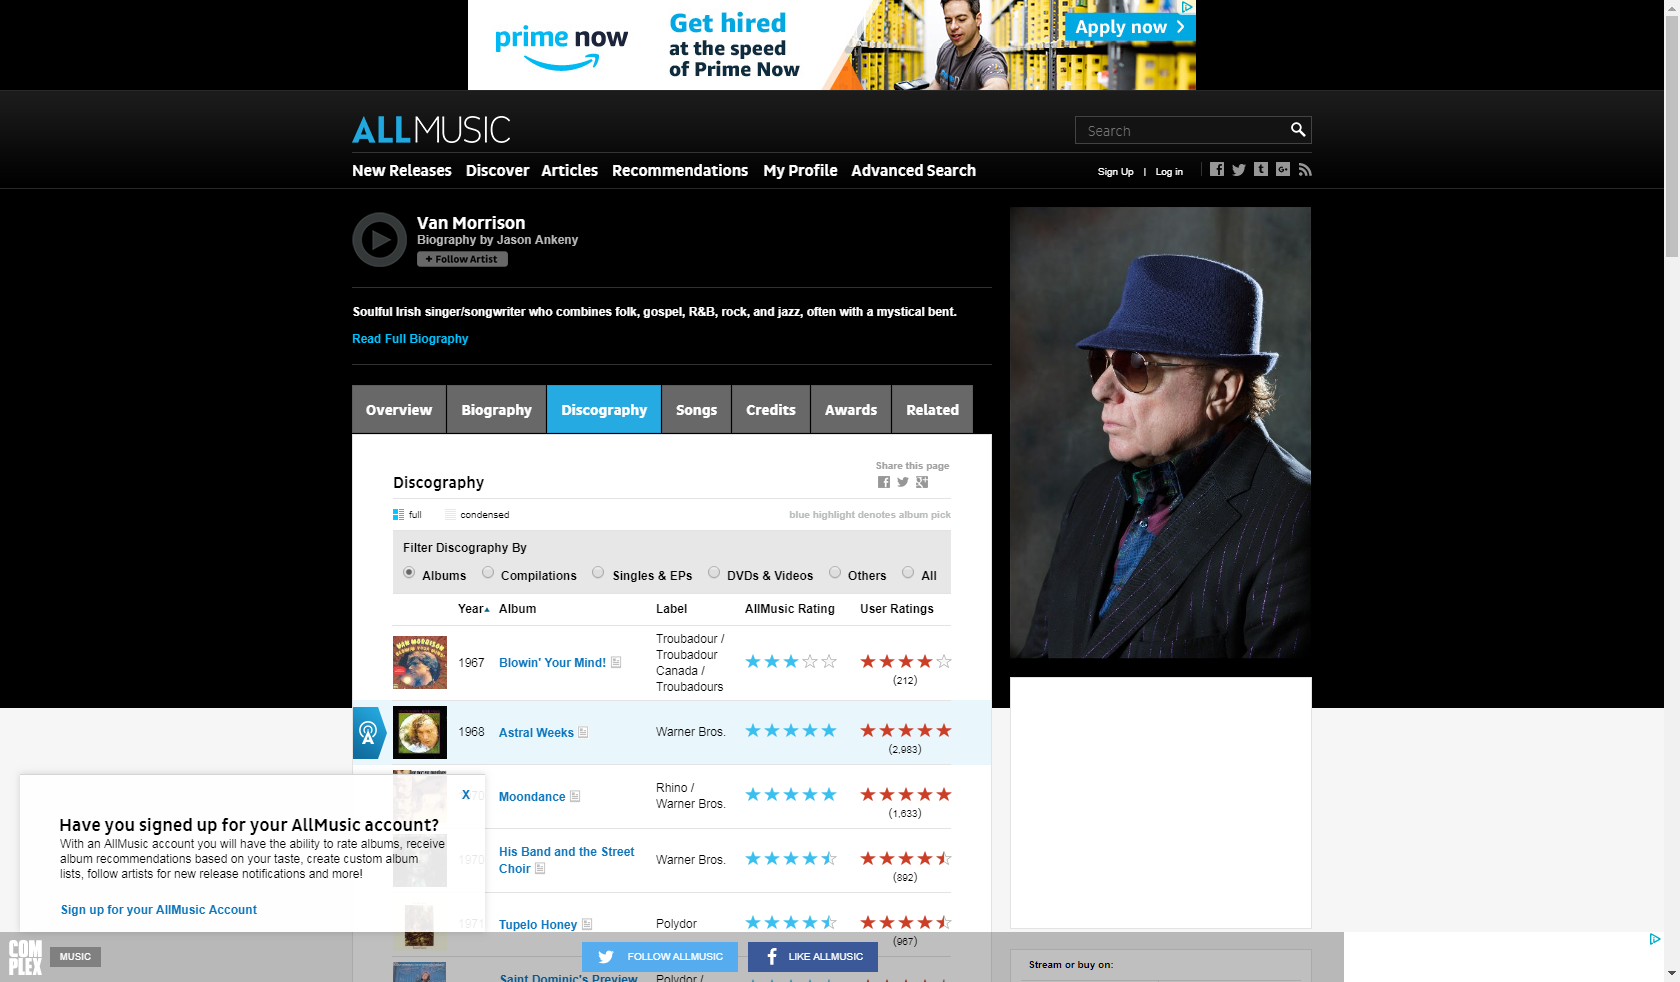 prime now
Get hired
at the speed
of Prime Now
Apply now
ALLMUSIC
Search
New Releases Discover Articles Recommendations My Profile Advanced Search
Sign Up | Log in
Van Morrison
Biography by Jason Ankeny
+ Follow Artist
Soulful Irish singer/songwriter who combines folk, gospel, R&B, rock, and jazz, often with a mystical bent.
Read Full Biography
Overview Biography Discography Songs Credits Awards Related
Share this page
Discography
full condensed blue highlight denotes album pick
Filter Discography By
Albums Compilations Singles & EPs DVDs & Videos Others All
Year Album Label AllMusic Rating User Ratings
VAN MORRISON
1967 Blowin' Your Mind! Troubadour /
Troubadour
Canada /
Troubadours
(212)
1968 Astral Weeks Warner Bros.
(2,983)
Moondance Rhino /
Warner Bros.
(1,633)
1970 His Band and the Street
Choir Warner Bros.
(892)
1971 Tupelo Honey Polydor
(967)
Saint Dominic's Preview Polydor /
X
Have you signed up for your AllMusic account?
With an AllMusic account you will have the ability to rate albums, receive
album recommendations based on your taste, create custom album
lists, follow artists for new release notifications and more!
Sign up for your AllMusic Account
COM
PLEX
MUSIC
FOLLOW ALLMUSIC
LIKE ALLMUSIC
Stream or buy on: